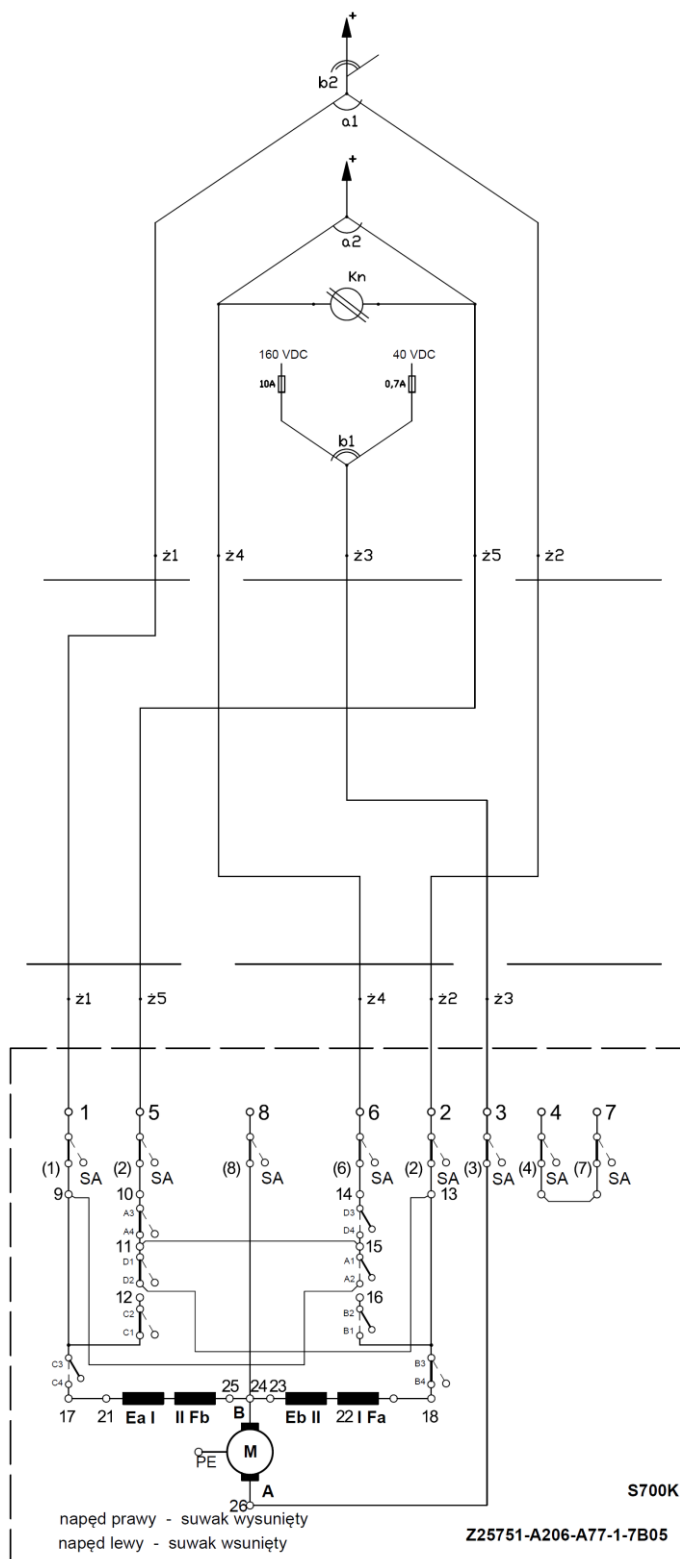 +
b2
a1
+
a2
Kn
160 VDC 40 VDC
10A 0,7A
b1
ż1 ż4 ż3 ż5 ż2
ż1 ż5 ż4 ż2 ż3
1 5 8 6 2 3 4 7
(1) SA (2) SA (8) SA (6) SA (2) SA (3) SA (4) SA (7) SA
9 10 14 13
A3 D3
A4 D4
11 15
D1 A1
D2 A2
12 16
C2 B2
C1 B1
C3 B3
C4 B4
17 21 Ea I II Fb 25 24 23 Eb II 22 I Fa 18
B
M
PE
A
26
S700K
napęd prawy - suwak wysunięty
napęd lewy - suwak wsunięty
Z25751-A206-A77-1-7B05